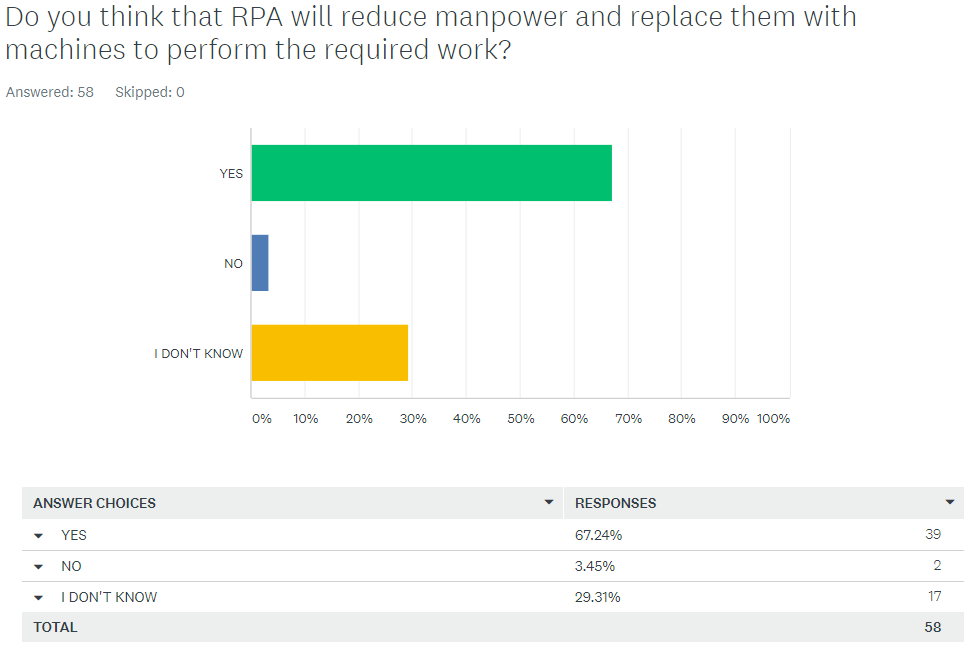 Do you think that RPA will reduce manpower and replace them with
machines to perform the required work?
Answered: 58 Skipped: 0
YES
NO
I DON'T KNOW
0% 10% 20% 30% 40% 50% 60% 70% 80% 90% 100%
ANSWER CHOICES RESPONSES
YES 67.24% 39
NO 3.45% 2
I DON'T KNOW 29.31% 17
TOTAL 58